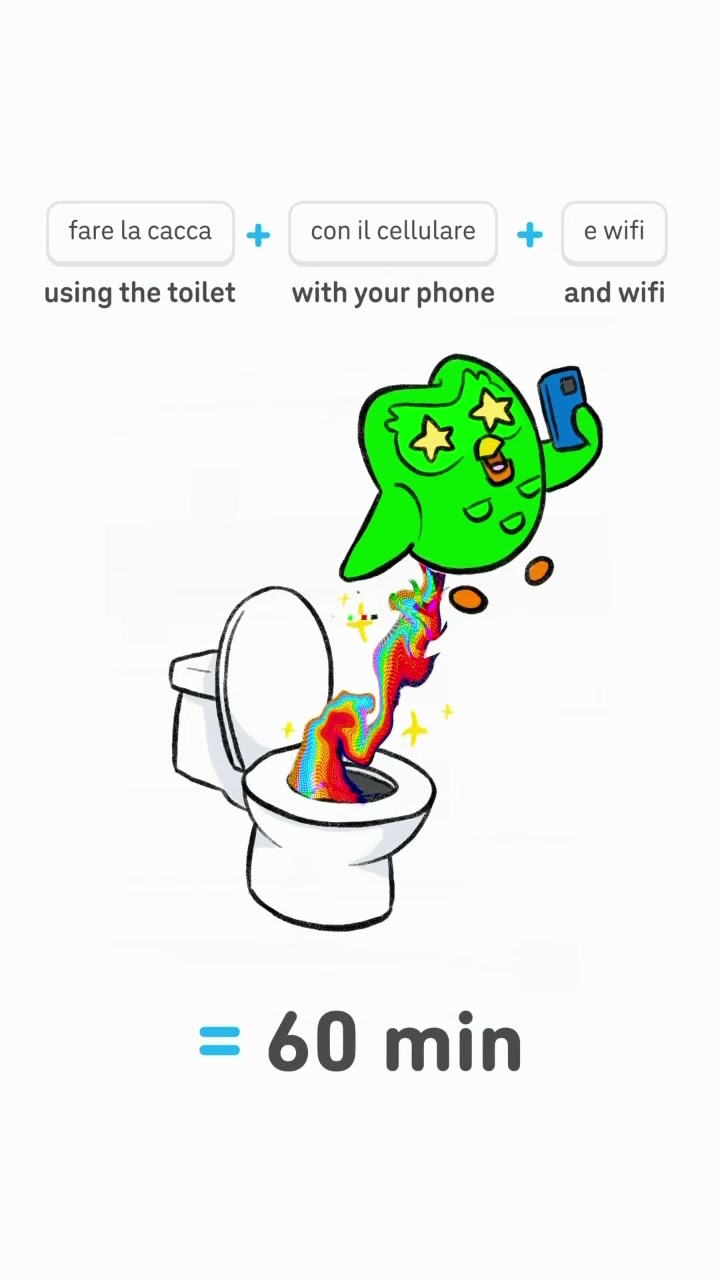 fare la cacca + con il cellulare + e wifi
using the toilet with your phone and wifi
= 60 min